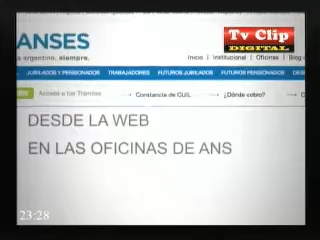 ANSES
s argentino, siempre.
Tv Clip
DIGITAL
Inicio | Institucional | Oficinas | Blog
JUBILADOS Y PENSIONADOS TRABAJADORES FUTUROS JUBILADOS FUTUROS PENSIONADOS
Accedé a los Trámites → Constancia de CUIL → ¿Dónde cobro? → C
DESDE LA WEB
EN LAS OFICINAS DE ANS
23:28